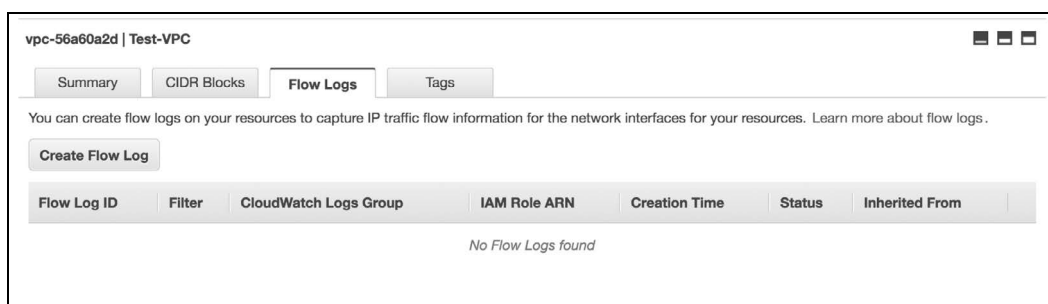 vpc-56a60a2d | Test-VPC
Summary CIDR Blocks Flow Logs Tags
You can create flow logs on your resources to capture IP traffic flow information for the network interfaces for your resources. Learn more about flow logs.
Create Flow Log
Flow Log ID Filter CloudWatch Logs Group IAM Role ARN Creation Time Status Inherited From
No Flow Logs found